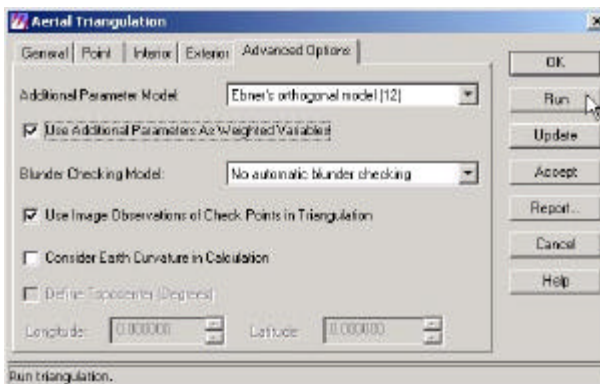 Aerial Triangulation
General Point Interior Exterior Advanced Options
Additional Parameter Model: Ebner's orthogonal model (12)
Use Additional Parameters As Weighted Variables
Blunder Checking Model: No automatic blunder checking
Use Image Observations of Check Points in Triangulation
Consider Earth Curvature in Calculation
Define Topocenter (Degrees)
Longitude: 0.000000 Latitude: 0.000000
OK
Run
Update
Accept
Report...
Cancel
Help
Run triangulation.